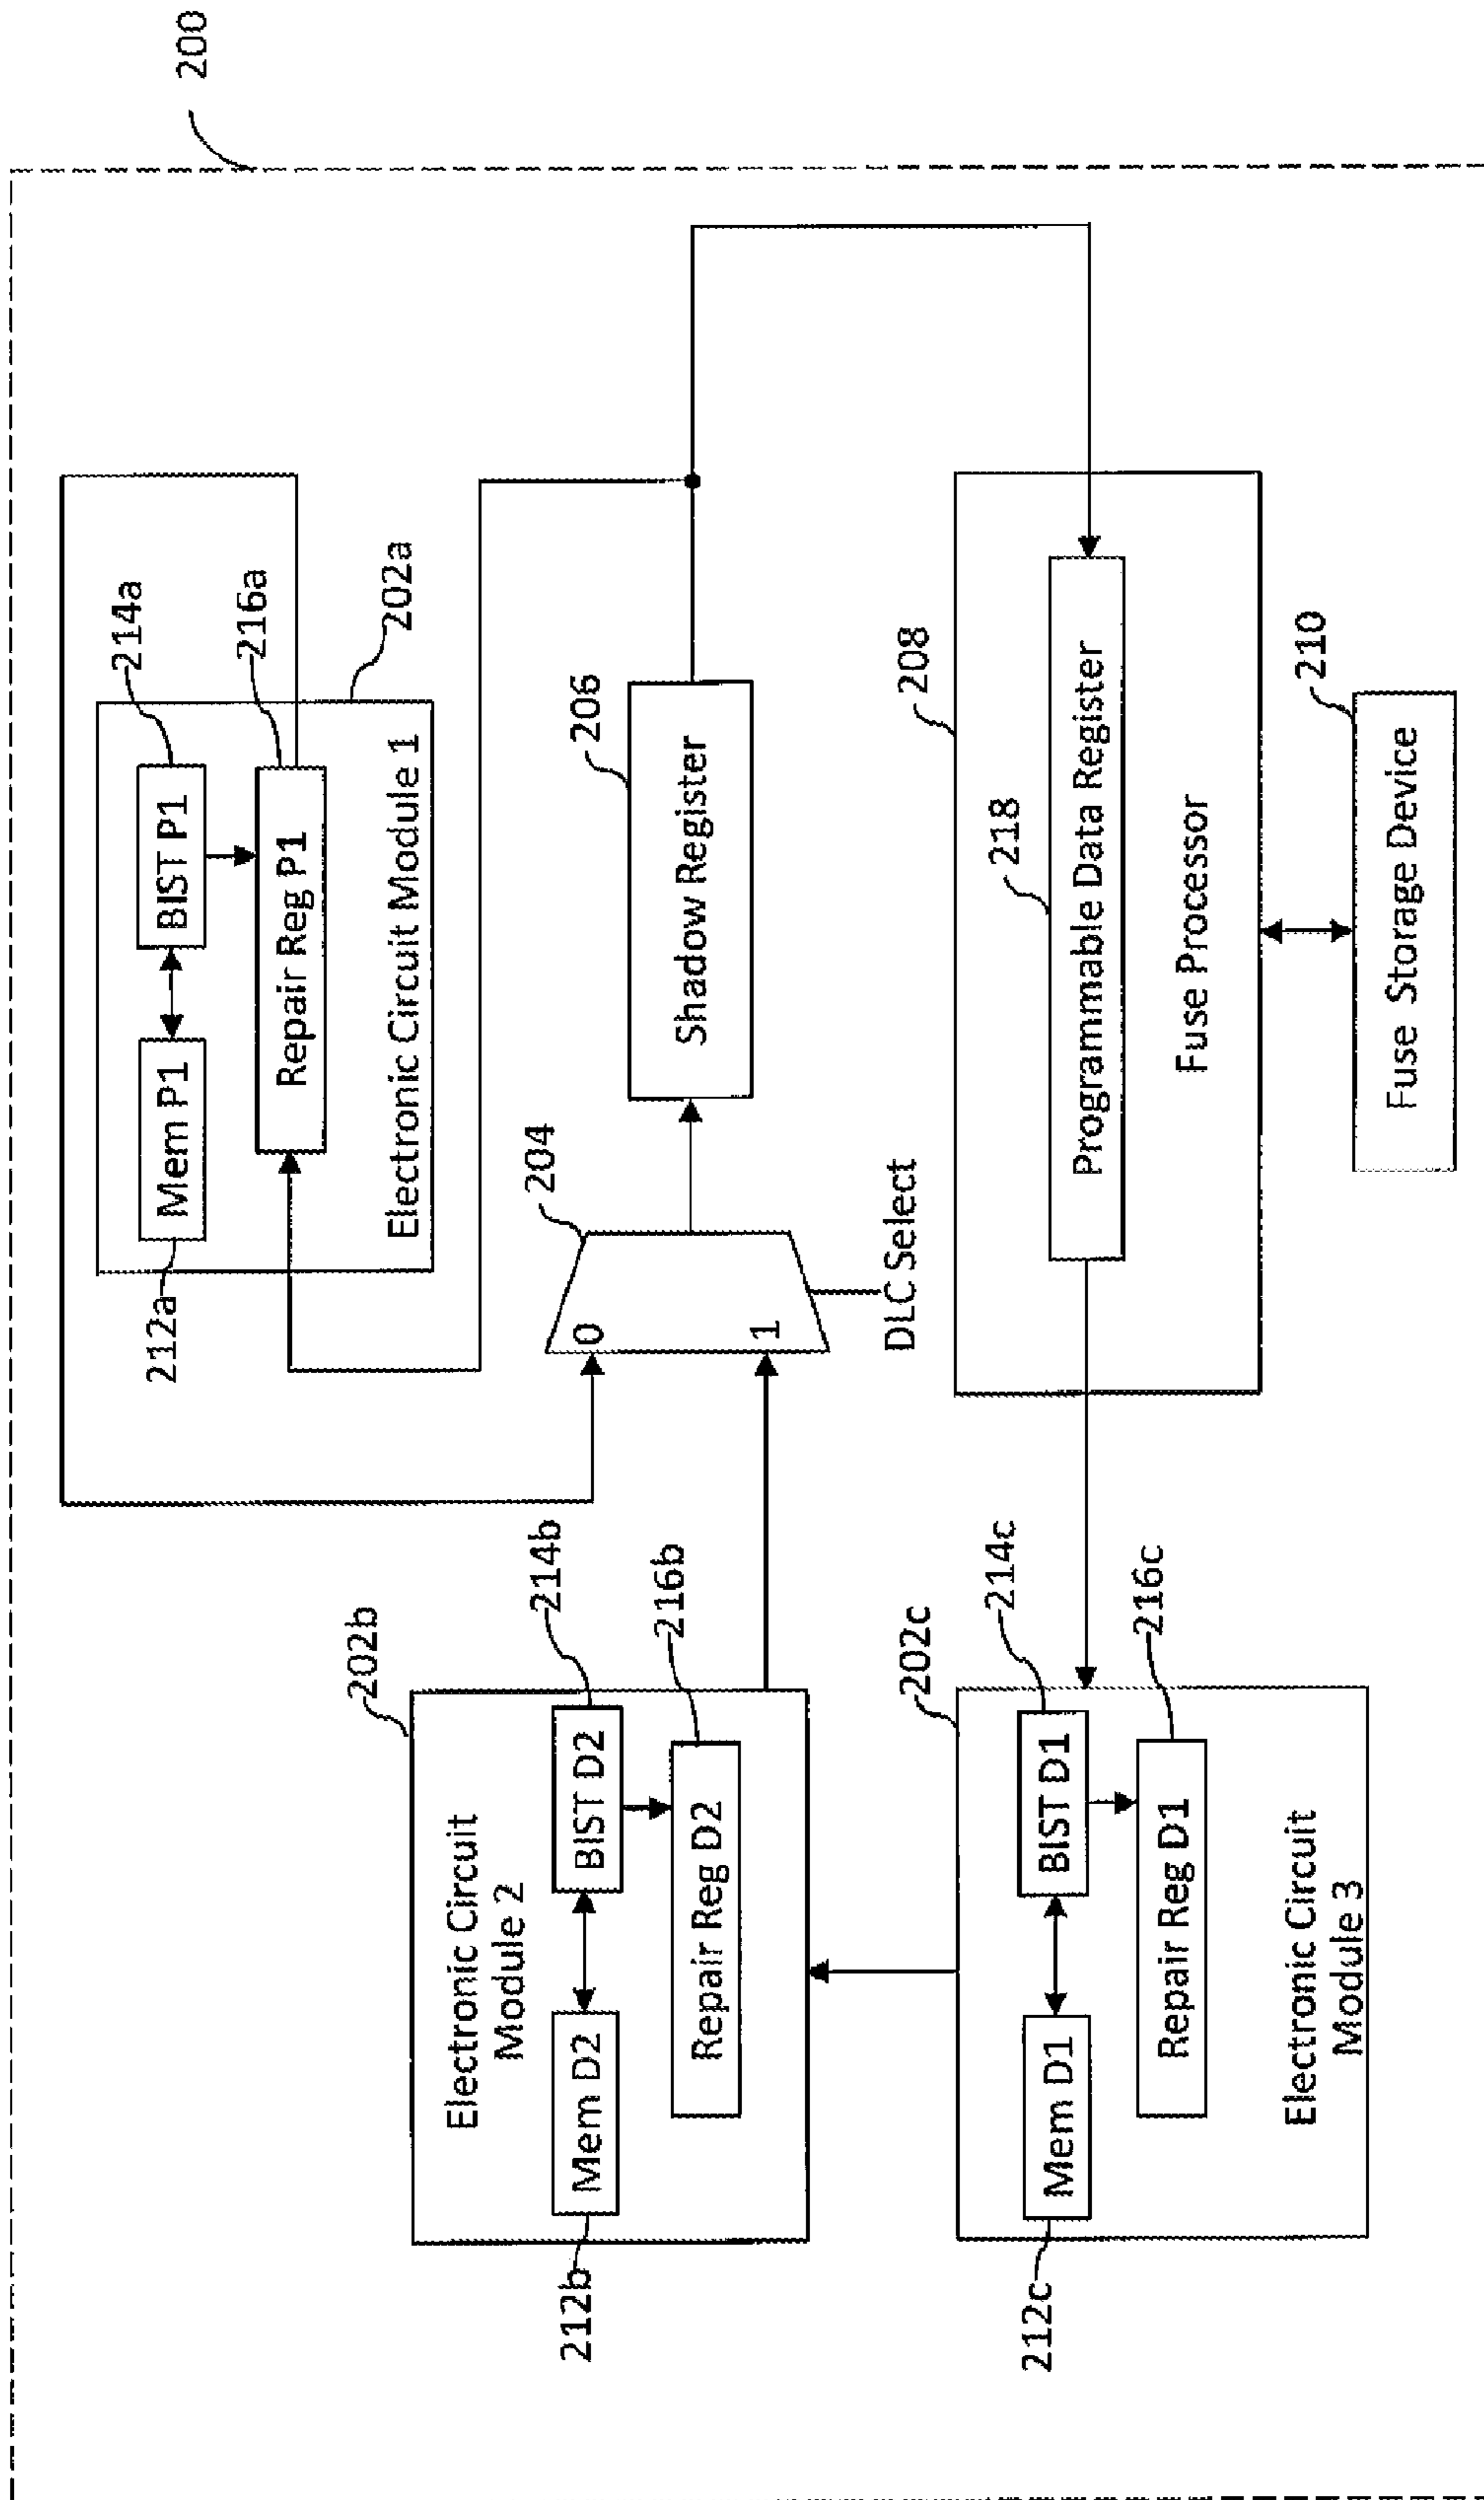 200
214a
216a
202a
212a
Mem P1
BIST P1
Repair Reg P1
Electronic Circuit Module 1
202b
Electronic Circuit
Module 2
214b
216b
212b
Mem D2
BIST D2
Repair Reg D2
204
0
1
DLC Select
206
Shadow Register
202c
214c
216c
212c
Mem D1
BIST D1
Repair Reg D1
Electronic Circuit
Module 3
208
218
Programmable Data Register
Fuse Processor
210
Fuse Storage Device